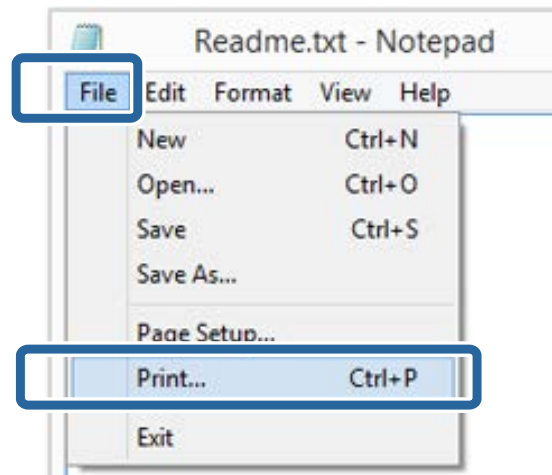 Readme.txt - Notepad
File Edit Format View Help
New Ctrl+N
Open... Ctrl+O
Save Ctrl+S
Save As...
Page Setup...
Print... Ctrl+P
Exit